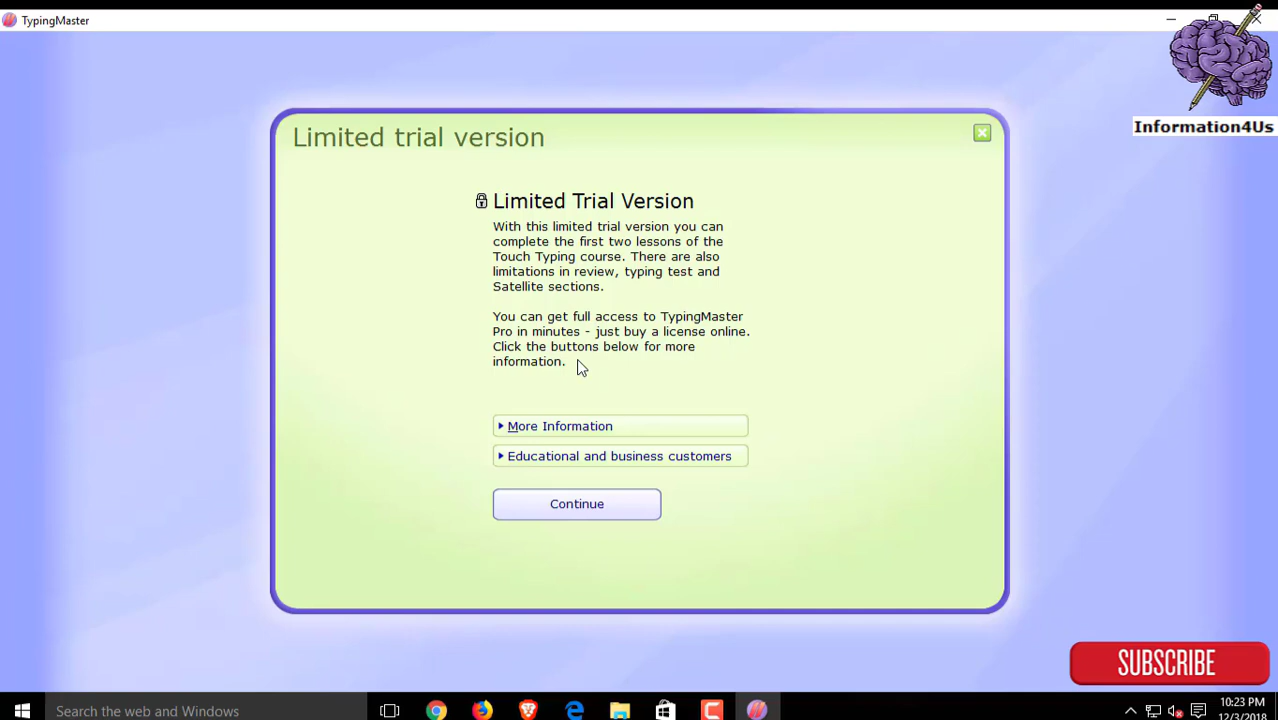 TypingMaster
Information4Us
Limited trial version
Limited Trial Version
With this limited trial version you can
complete the first two lessons of the
Touch Typing course. There are also
limitations in review, typing test and
Satellite sections.
You can get full access to TypingMaster
Pro in minutes - just buy a license online.
Click the buttons below for more
information.
More Information
Educational and business customers
Continue
SUBSCRIBE
Search the web and Windows
10:23 PM
12/3/2018